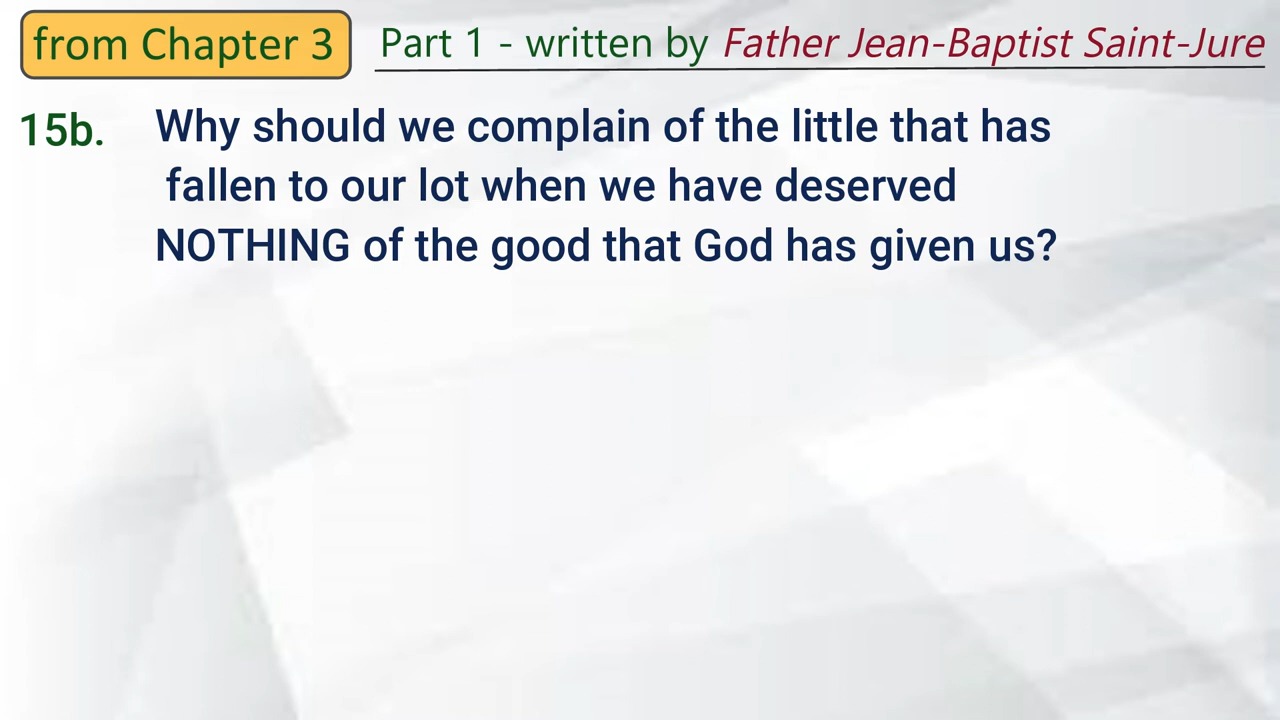 from Chapter 3 Part 1 - written by Father Jean-Baptist Saint-Jure
15b. Why should we complain of the little that has
fallen to our lot when we have deserved
NOTHING of the good that God has given us?